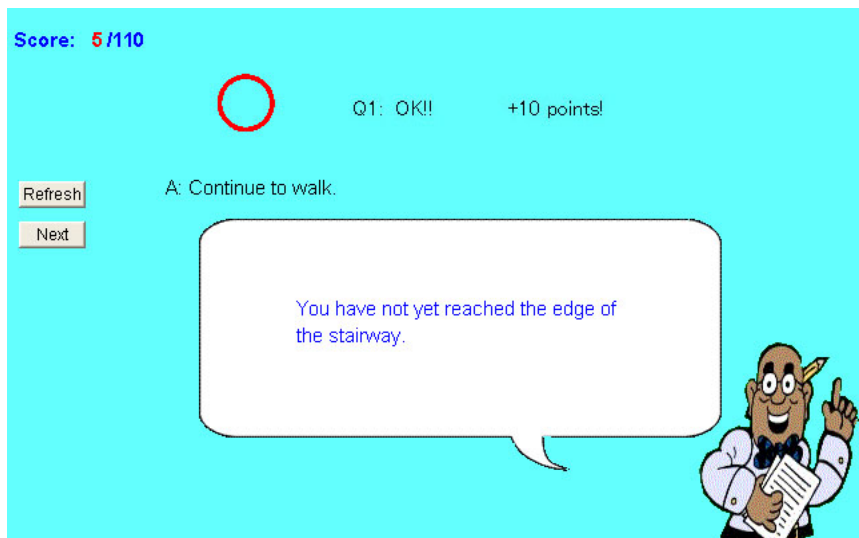 Score: 5 /110
Q1: OK!! +10 points!
Refresh
A: Continue to walk.
Next
You have not yet reached the edge of
the stairway.